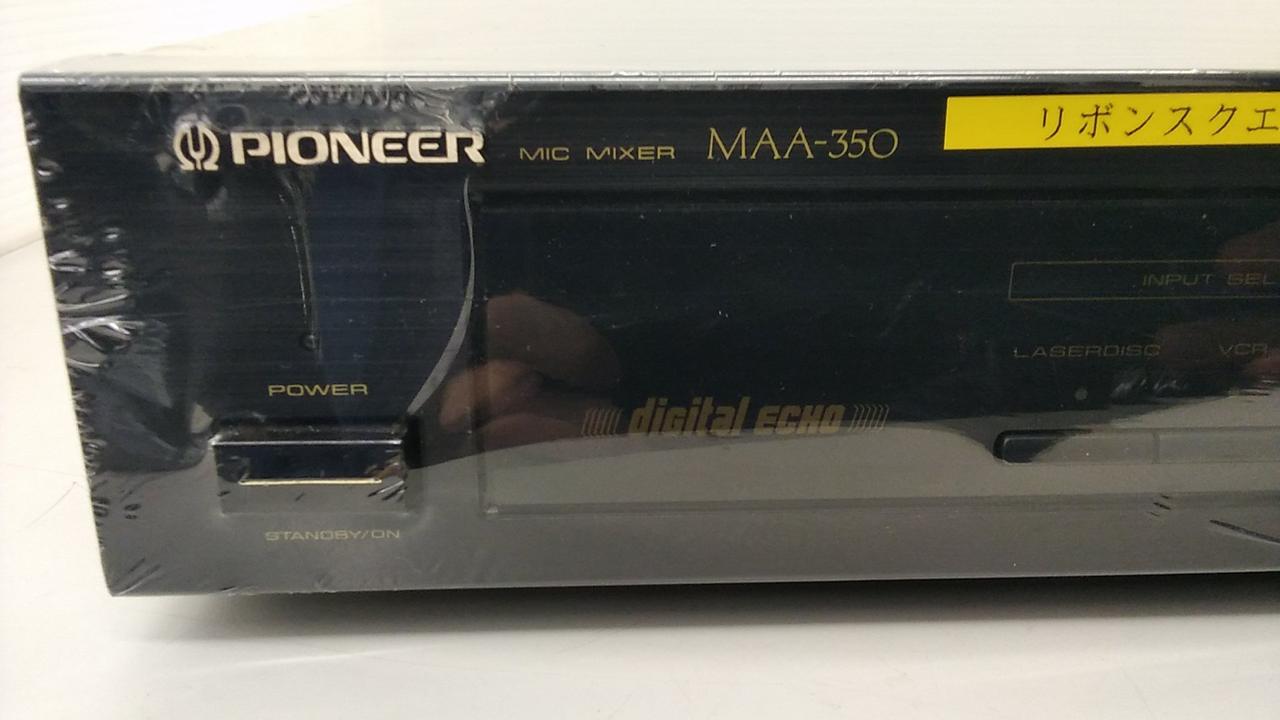 PIONEER MIC MIXER MAA-350
リボンスクエ
INPUT SEL
LASERDISC VCR
POWER
digital ECHO
STANDBY/ON